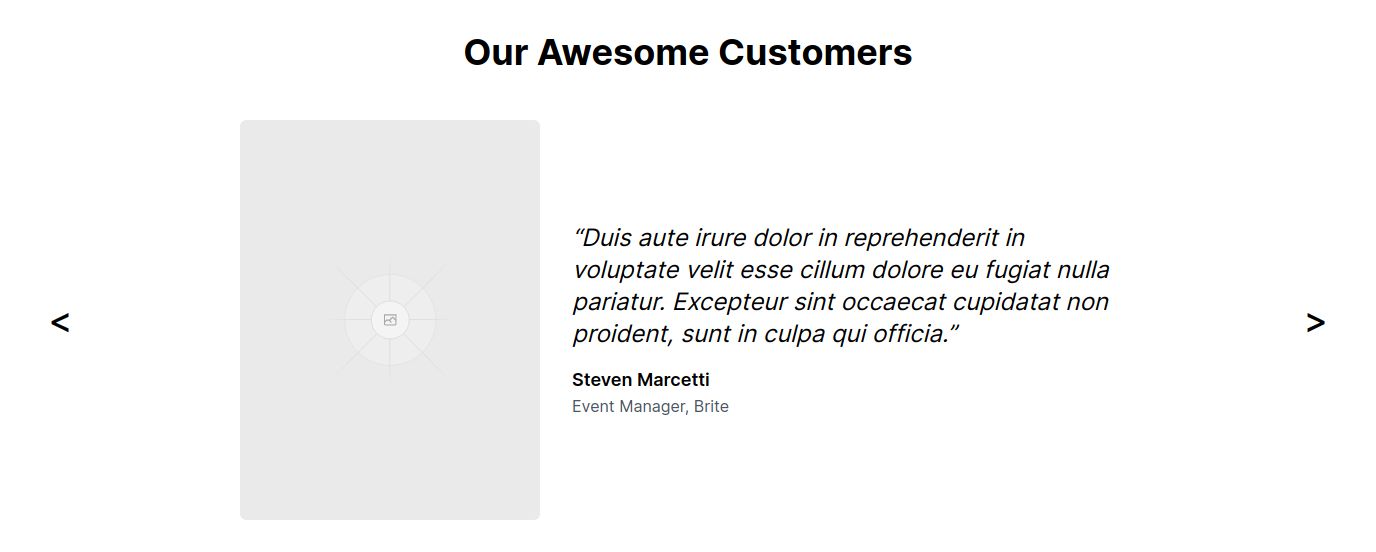 Our Awesome Customers
“Duis aute irure dolor in reprehenderit in
voluptate velit esse cillum dolore eu fugiat nulla
pariatur. Excepteur sint occaecat cupidatat non
proident, sunt in culpa qui officia.”
<
>
Steven Marcetti
Event Manager, Brite